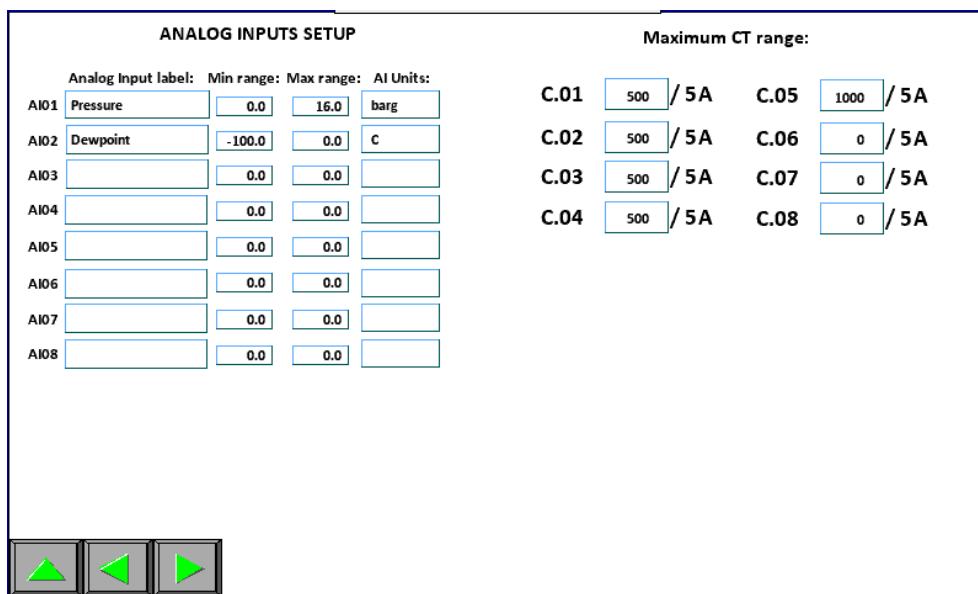 ANALOG INPUTS SETUP
Analog Input label: Min range: Max range: AI Units:
AI01 Pressure 0.0 16.0 barg
AI02 Dewpoint -100.0 0.0 C
AI03 0.0 0.0
AI04 0.0 0.0
AI05 0.0 0.0
AI06 0.0 0.0
AI07 0.0 0.0
AI08 0.0 0.0
Maximum CT range:
C.01 500 / 5A C.05 1000 / 5A
C.02 500 / 5A C.06 0 / 5A
C.03 500 / 5A C.07 0 / 5A
C.04 500 / 5A C.08 0 / 5A